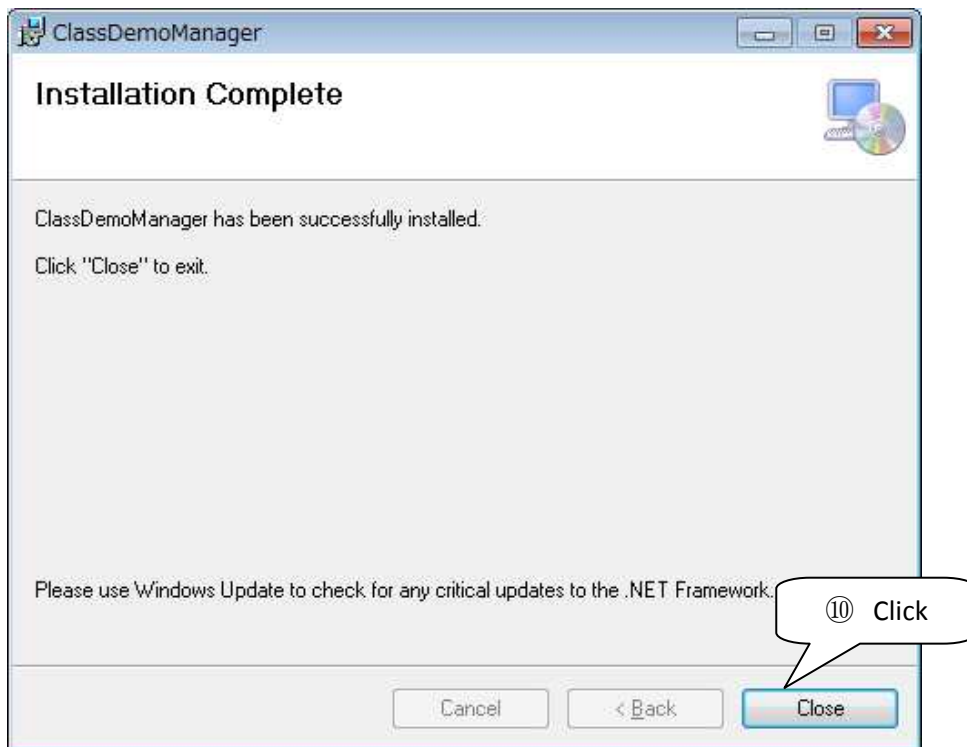 ClassDemoManager
Installation Complete
ClassDemoManager has been successfully installed.
Click "Close" to exit.
Please use Windows Update to check for any critical updates to the .NET Framework.
⑩ Click
Cancel
< Back
Close